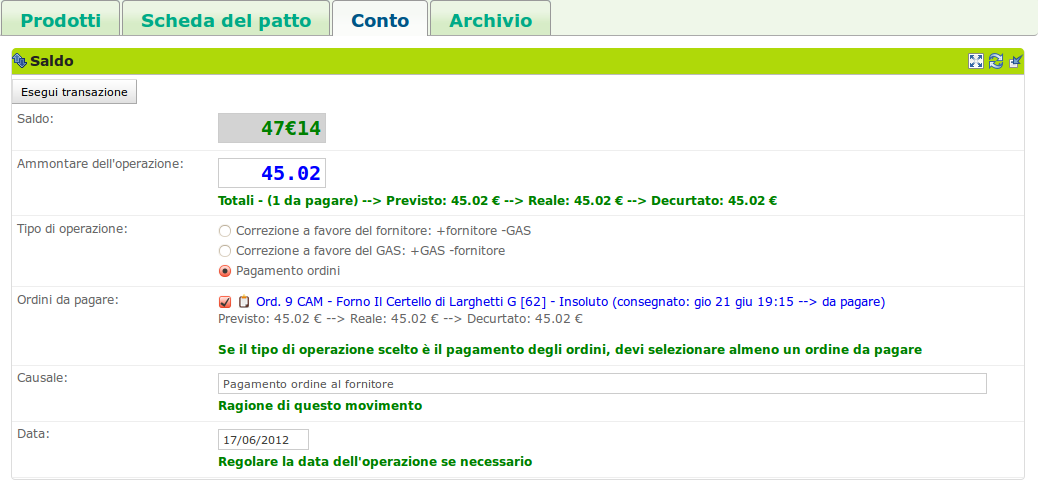 Prodotti Scheda del patto Conto Archivio
Saldo
Esegui transazione
Saldo: 47€14
Ammontare dell'operazione: 45.02
Totali - (1 da pagare) --> Previsto: 45.02 € --> Reale: 45.02 € --> Decurtato: 45.02 €
Tipo di operazione: Correzione a favore del fornitore: +fornitore -GAS
Correzione a favore del GAS: +GAS -fornitore
Pagamento ordini
Ordini da pagare: Ord. 9 CAM - Forno Il Certello di Larghetti G [62] - Insoluto (consegnato: gio 21 giu 19:15 --> da pagare)
Previsto: 45.02 € --> Reale: 45.02 € --> Decurtato: 45.02 €
Se il tipo di operazione scelto è il pagamento degli ordini, devi selezionare almeno un ordine da pagare
Causale: Pagamento ordine al fornitore
Ragione di questo movimento
Data: 17/06/2012
Regolare la data dell'operazione se necessario